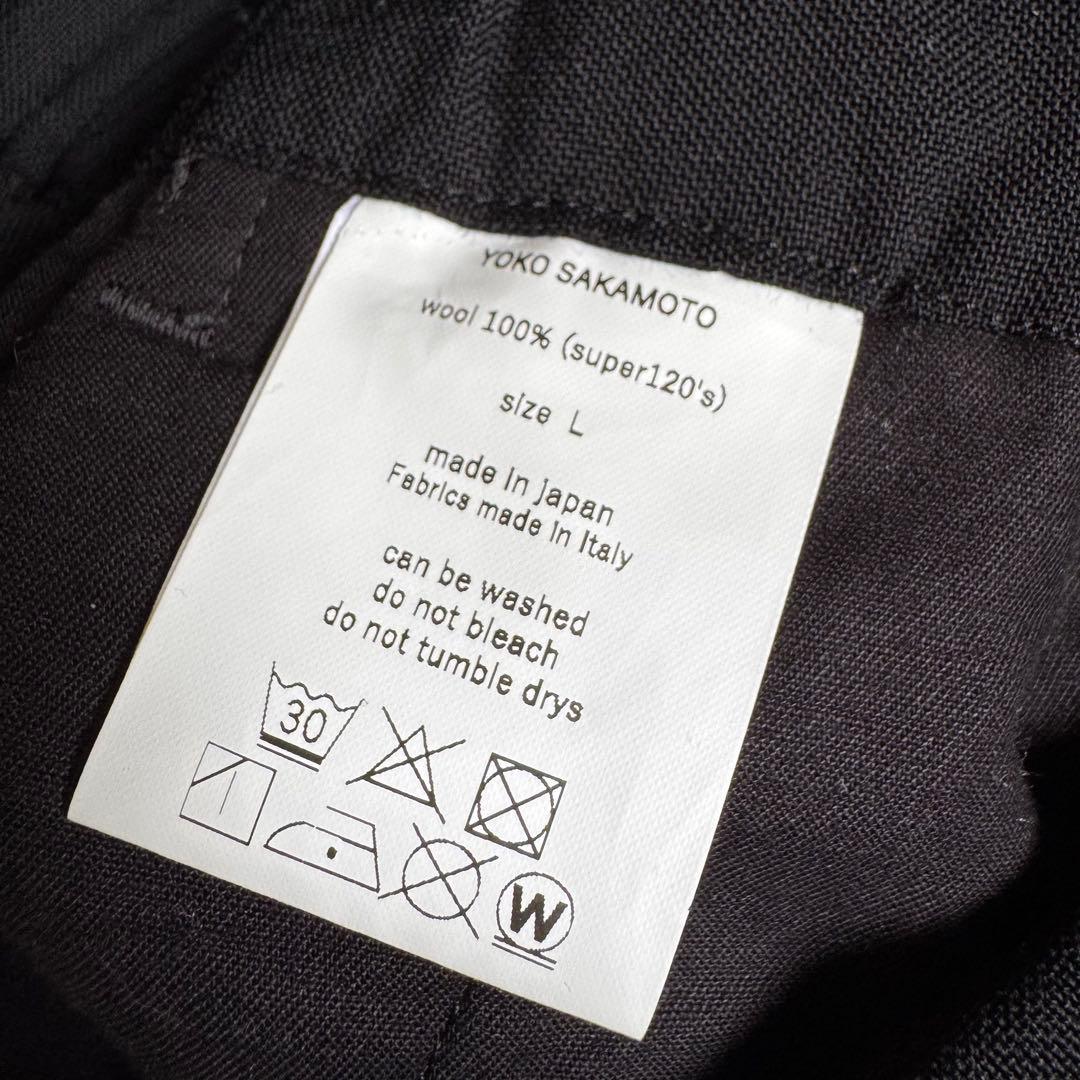 YOKO SAKAMOTO
wool 100% (super120's)
size L
made in japan
Fabrics made in Italy
can be washed
do not bleach
do not tumble drys
30
W